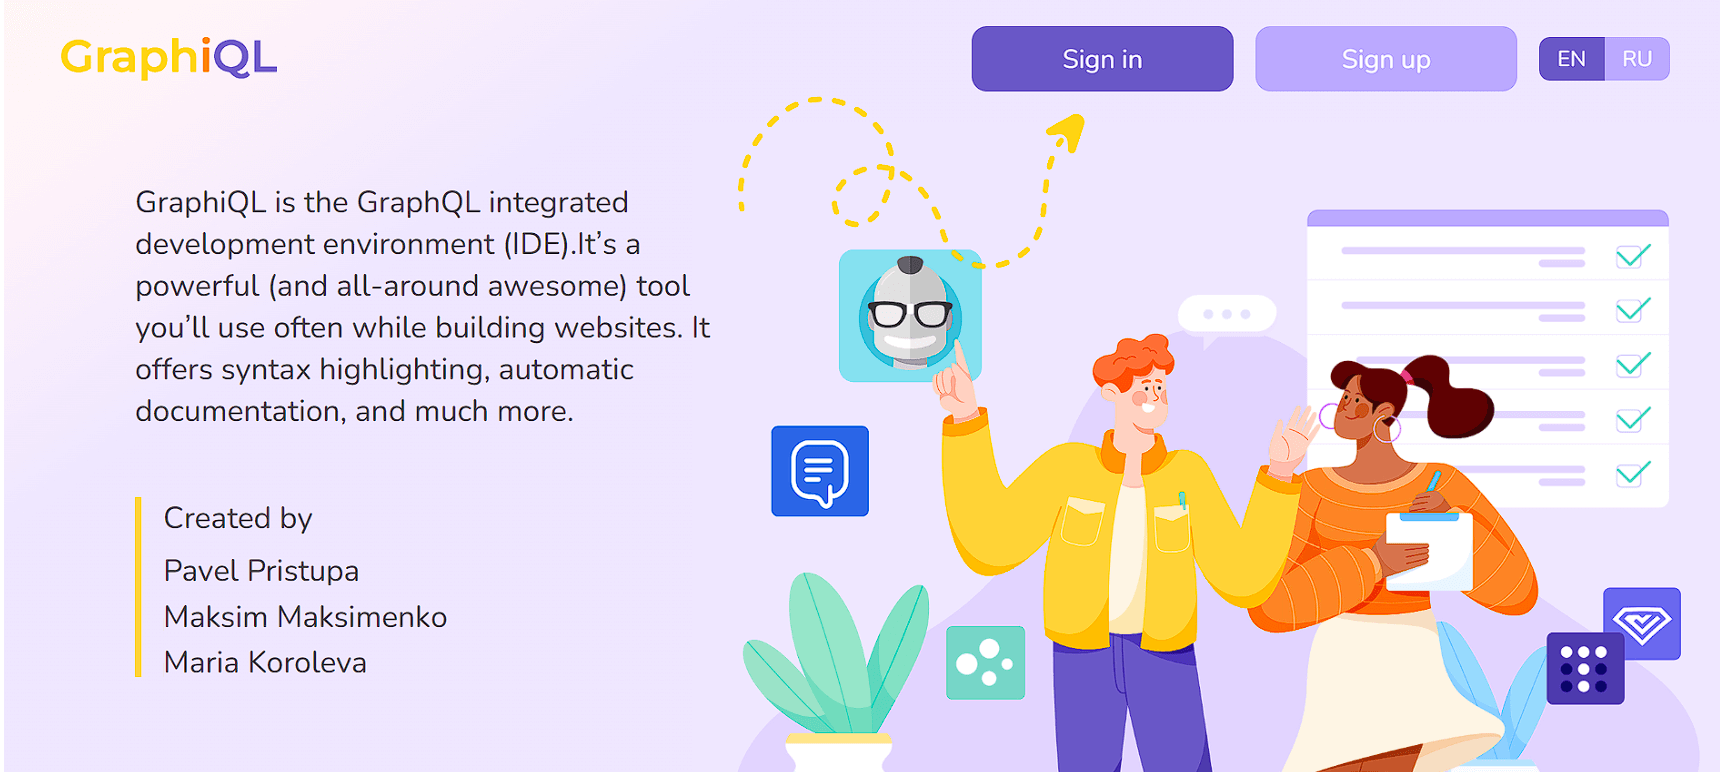 GraphiQL
Sign in
Sign up
EN
RU
GraphiQL is the GraphQL integrated
development environment (IDE).It’s a
powerful (and all-around awesome) tool
you’ll use often while building websites. It
offers syntax highlighting, automatic
documentation, and much more.
Created by
Pavel Pristupa
Maksim Maksimenko
Maria Koroleva